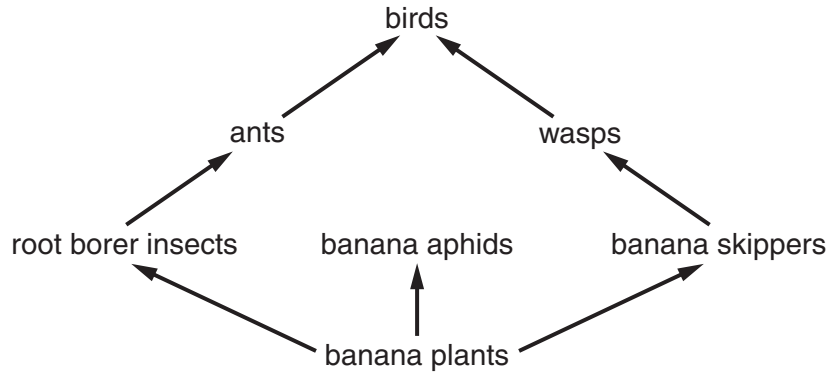 birds
ants
wasps
root borer insects
banana aphids
banana skippers
banana plants